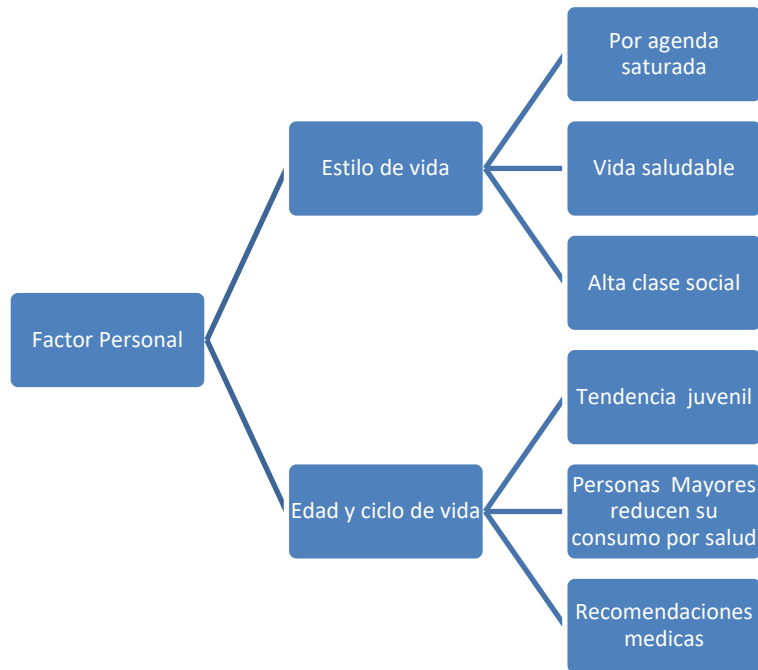 Por agenda
saturada
Estilo de vida
Vida saludable
Alta clase social
Factor Personal
Tendencia  juvenil
Edad y ciclo de vida
Personas  Mayores
reducen su
consumo por salud
Recomendaciones
medicas